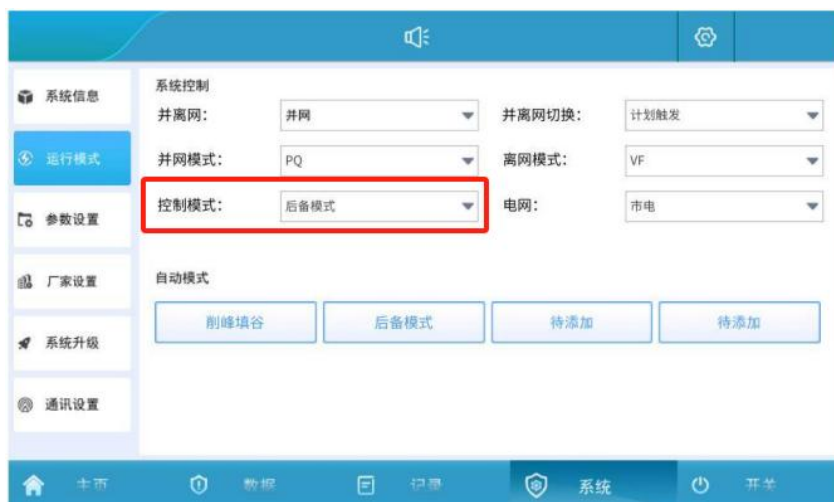 系统信息
运行模式
参数设置
厂家设置
系统升级
通讯设置
系统控制
并离网： 并网 并离网切换： 计划触发
并网模式： PQ 离网模式： VF
控制模式： 后备模式 电网： 市电
自动模式
削峰填谷 后备模式 待添加 待添加
主页 数据 记录 系统 开关